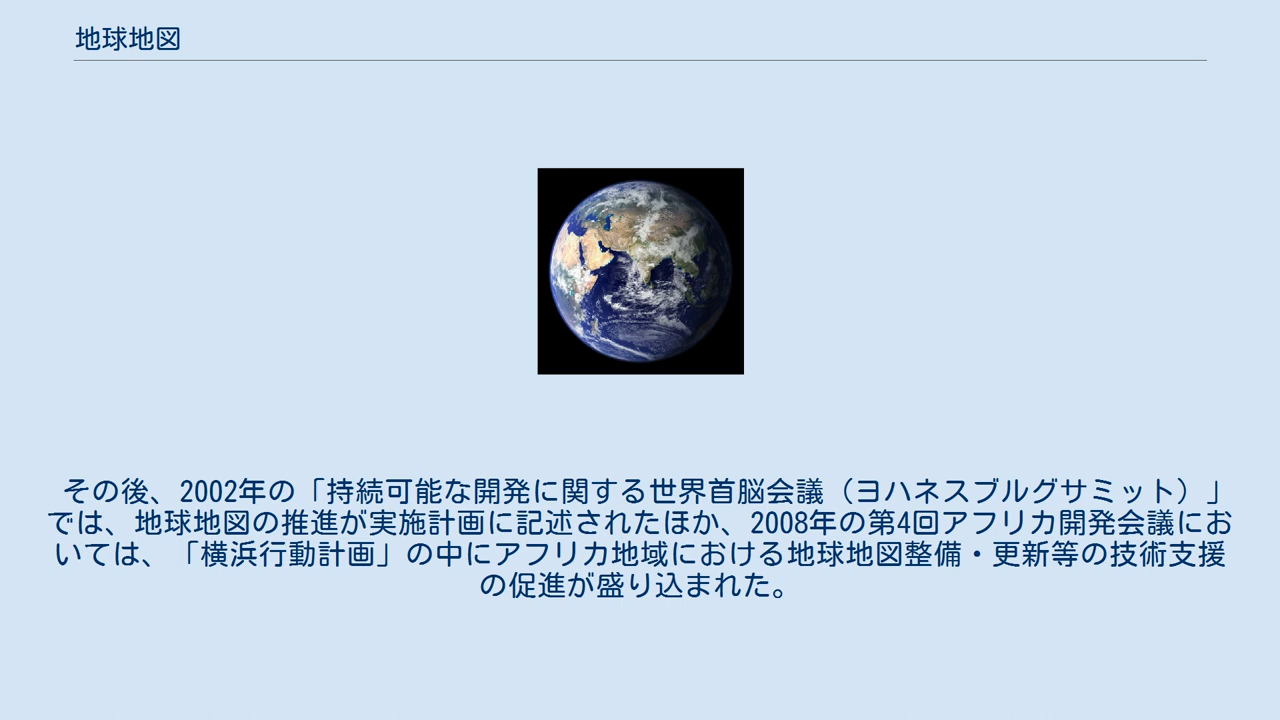 地球地図
その後、2002年の「持続可能な開発に関する世界首脳会議（ヨハネスブルグサミット）」
では、地球地図の推進が実施計画に記述されたほか、2008年の第4回アフリカ開発会議にお
いては、「横浜行動計画」の中にアフリカ地域における地球地図整備・更新等の技術支援
の促進が盛り込まれた。